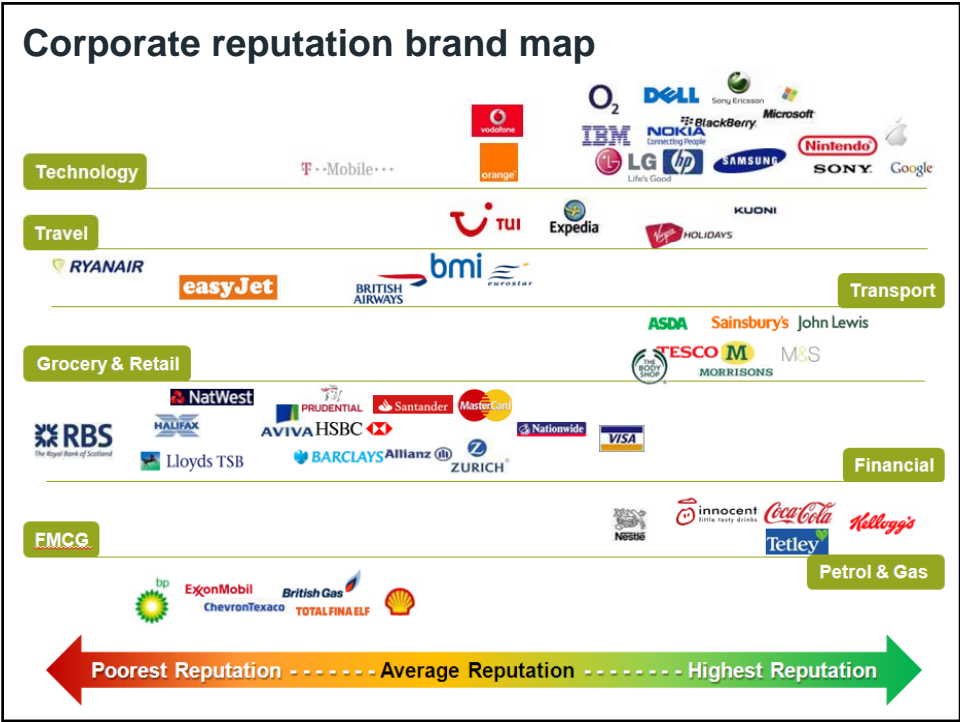 Corporate reputation brand map
O2
DELL
Sony Ericsson
Microsoft
vodafone
IBM
NOKIA
Connecting People
BlackBerry
Nintendo
Technology
T··Mobile···
orange
LG
Life's Good
hp
SAMSUNG
SONY
Google
Travel
TUI
Expedia
Virgin HOLIDAYS
KUONI
RYANAIR
easyJet
BRITISH
AIRWAYS
bmi
eurostar
Transport
ASDA
Sainsbury's
John Lewis
Grocery & Retail
THE
BODY
SHOP
TESCO
M
MORRISONS
M&S
NatWest
PRUDENTIAL
Santander
MasterCard
RBS
The Royal Bank of Scotland
HALIFAX
AVIVA
HSBC
Nationwide
VISA
Lloyds TSB
BARCLAYS
Allianz
Z
ZURICH
Financial
FMCG
Nestlé
innocent
little tasty drinks
Coca-Cola
Kellogg's
Tetley
Petrol & Gas
bp
ExxonMobil
ChevronTexaco
British Gas
TOTAL FINA ELF
Poorest Reputation - - - - - - - Average Reputation - - - - - - - - Highest Reputation